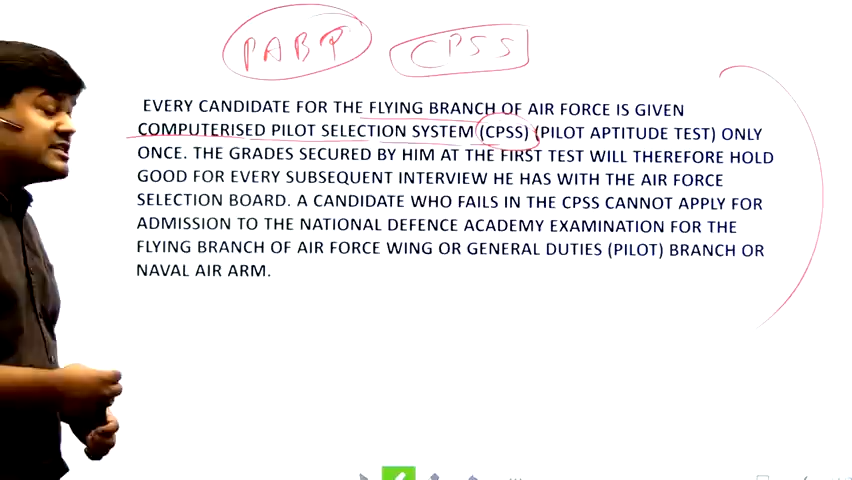 PABT CPSS
EVERY CANDIDATE FOR THE FLYING BRANCH OF AIR FORCE IS GIVEN
COMPUTERISED PILOT SELECTION SYSTEM (CPSS) (PILOT APTITUDE TEST) ONLY
ONCE. THE GRADES SECURED BY HIM AT THE FIRST TEST WILL THEREFORE HOLD
GOOD FOR EVERY SUBSEQUENT INTERVIEW HE HAS WITH THE AIR FORCE
SELECTION BOARD. A CANDIDATE WHO FAILS IN THE CPSS CANNOT APPLY FOR
ADMISSION TO THE NATIONAL DEFENCE ACADEMY EXAMINATION FOR THE
FLYING BRANCH OF AIR FORCE WING OR GENERAL DUTIES (PILOT) BRANCH OR
NAVAL AIR ARM.